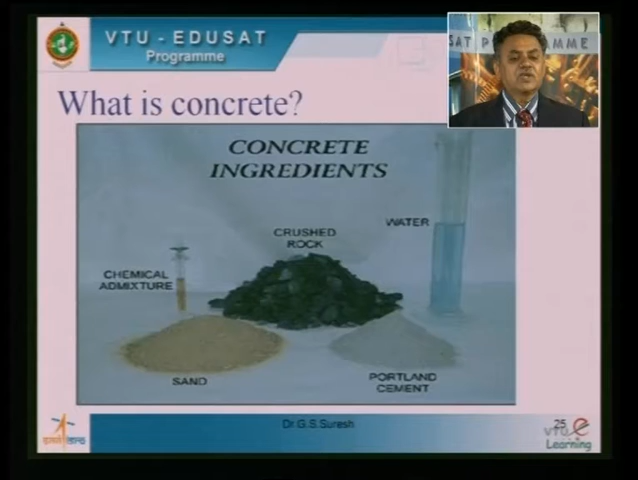 VTU - EDUSAT
Programme
SAT PROGRAMME
What is concrete?
CONCRETE
INGREDIENTS
WATER
CRUSHED
ROCK
CHEMICAL
ADMIXTURE
SAND
PORTLAND
CEMENT
Dr.G.S.Suresh
25
VTU e
Learning